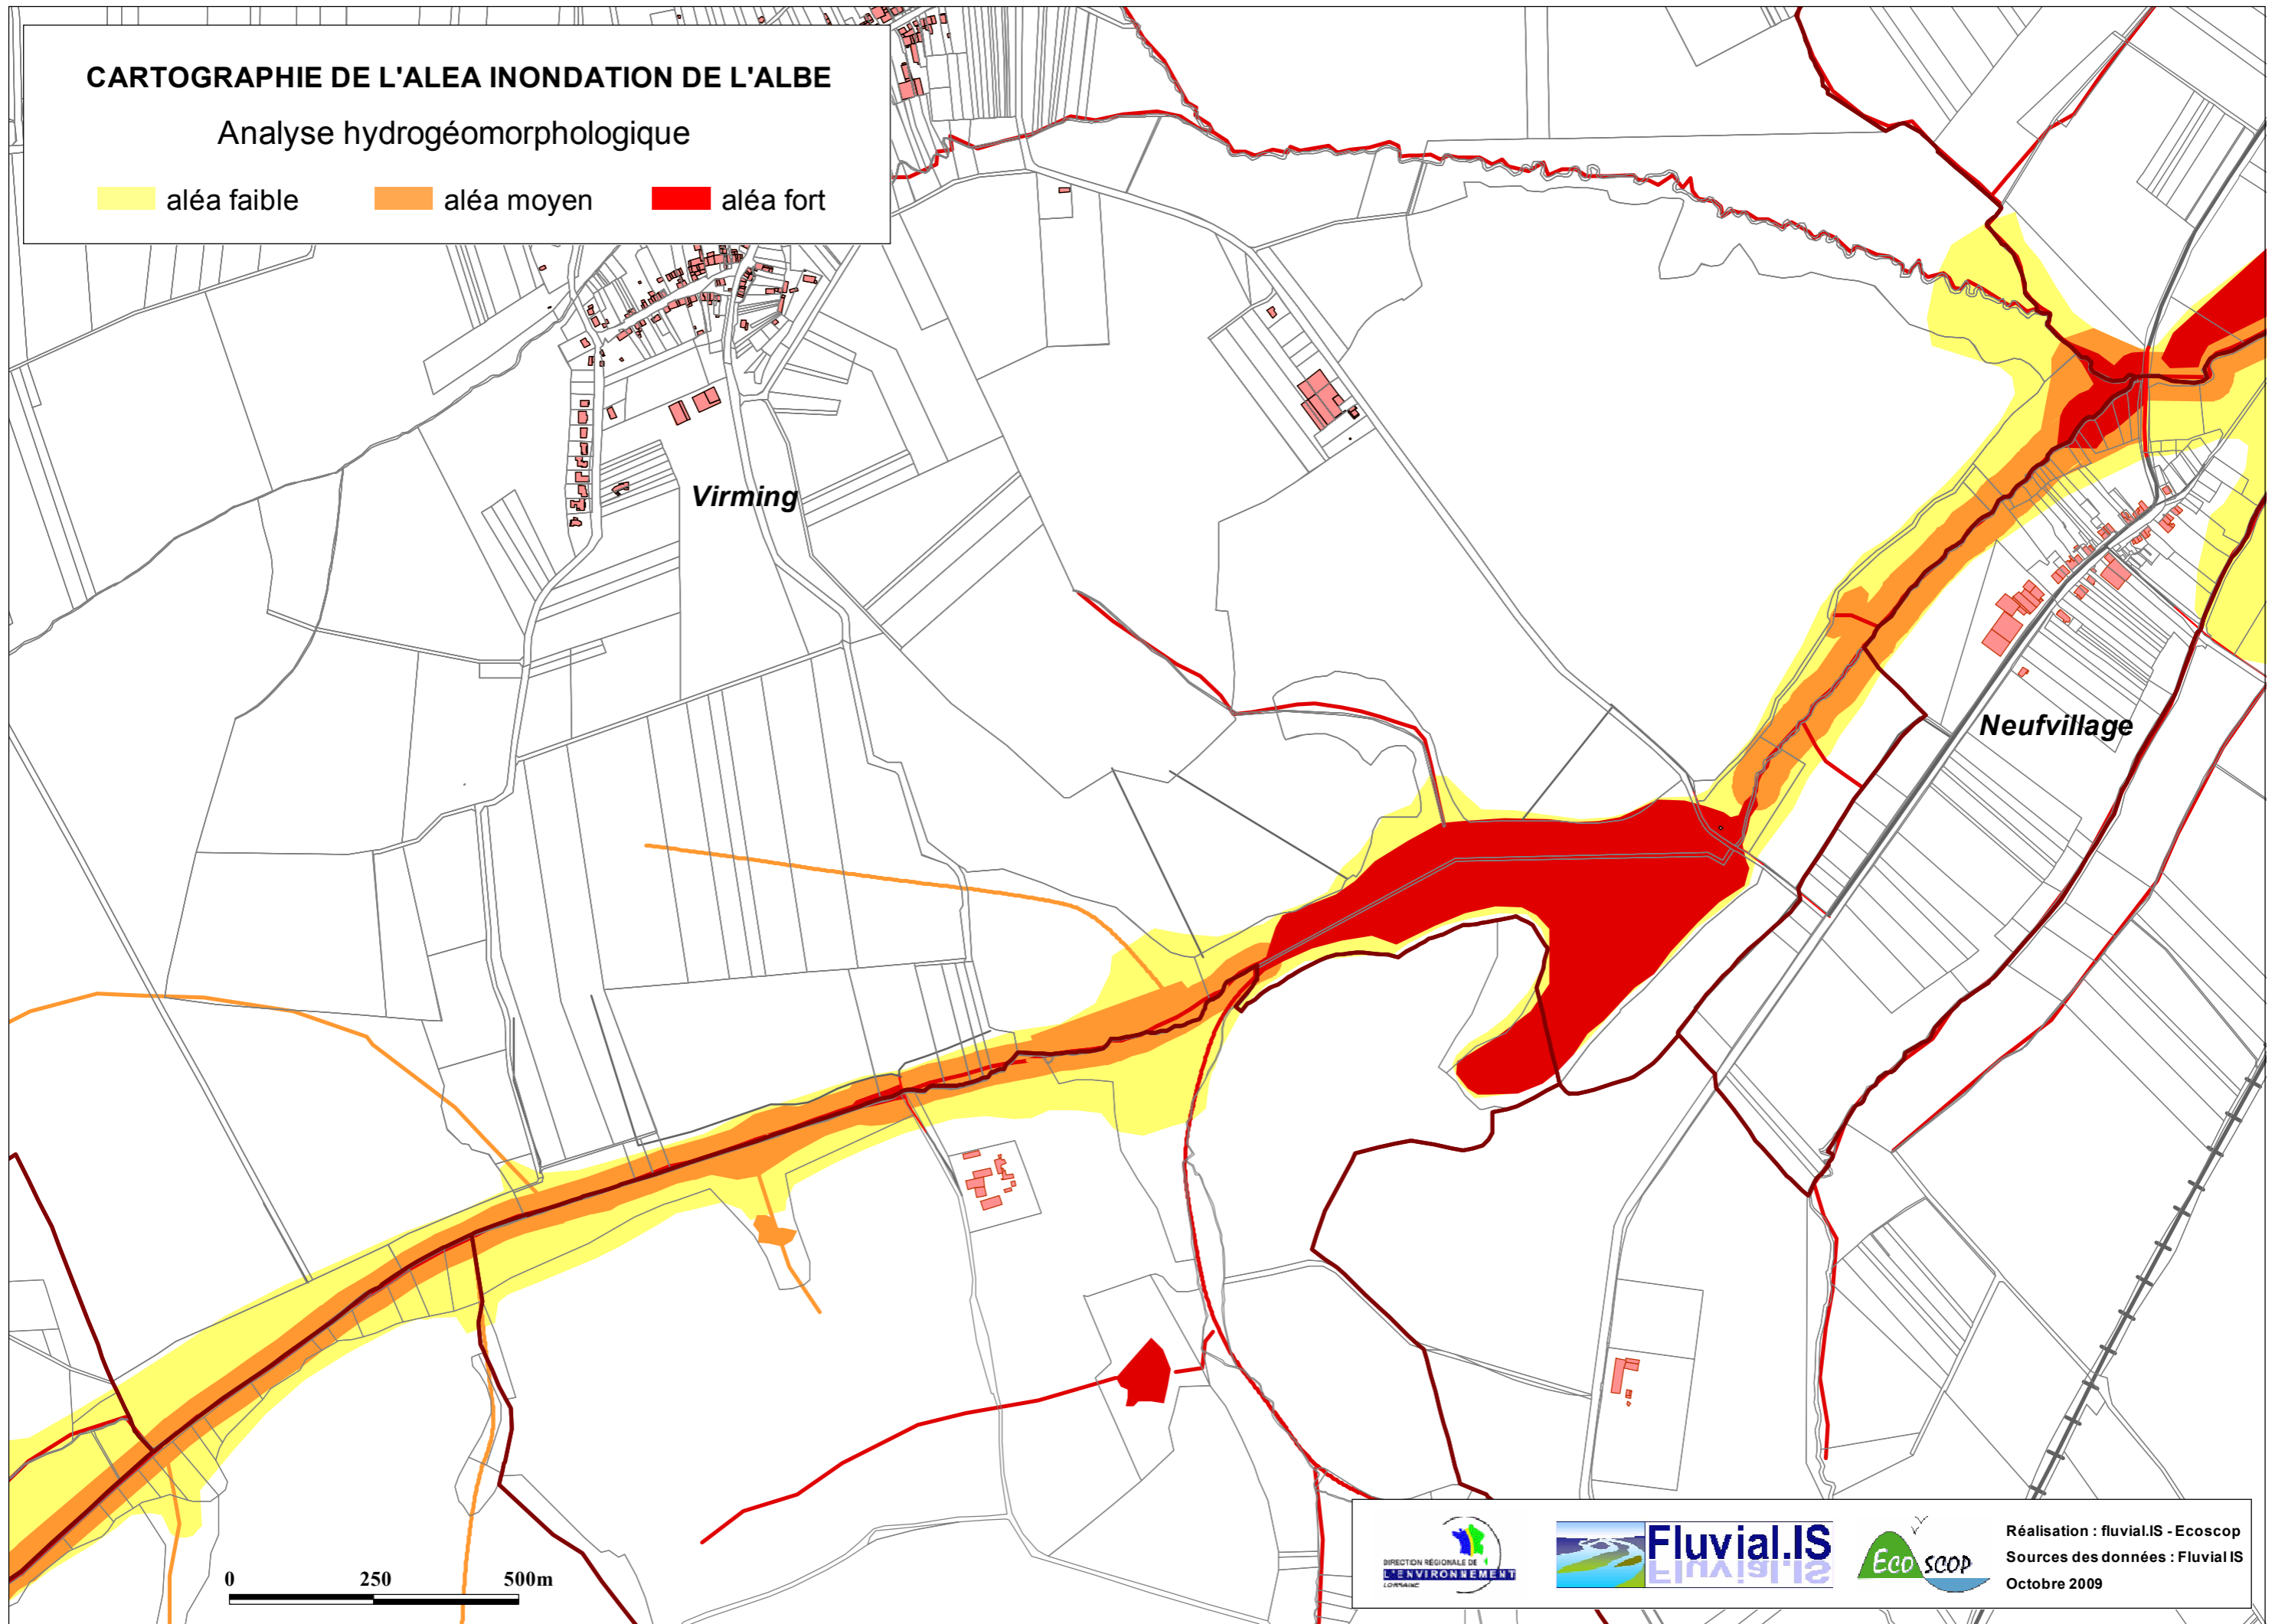 CARTOGRAPHIE DE L'ALEA INONDATION DE L'ALBE
Analyse hydrogéomorphologique
aléa faible
aléa moyen
aléa fort
Virming
Neufvillage
0 250 500m
DIRECTION RÉGIONALE DE
L'ENVIRONNEMENT
LORRAINE
Fluvial.IS
ECO SCOP
Réalisation : fluvial.IS - Ecoscop
Sources des données : Fluvial IS
Octobre 2009